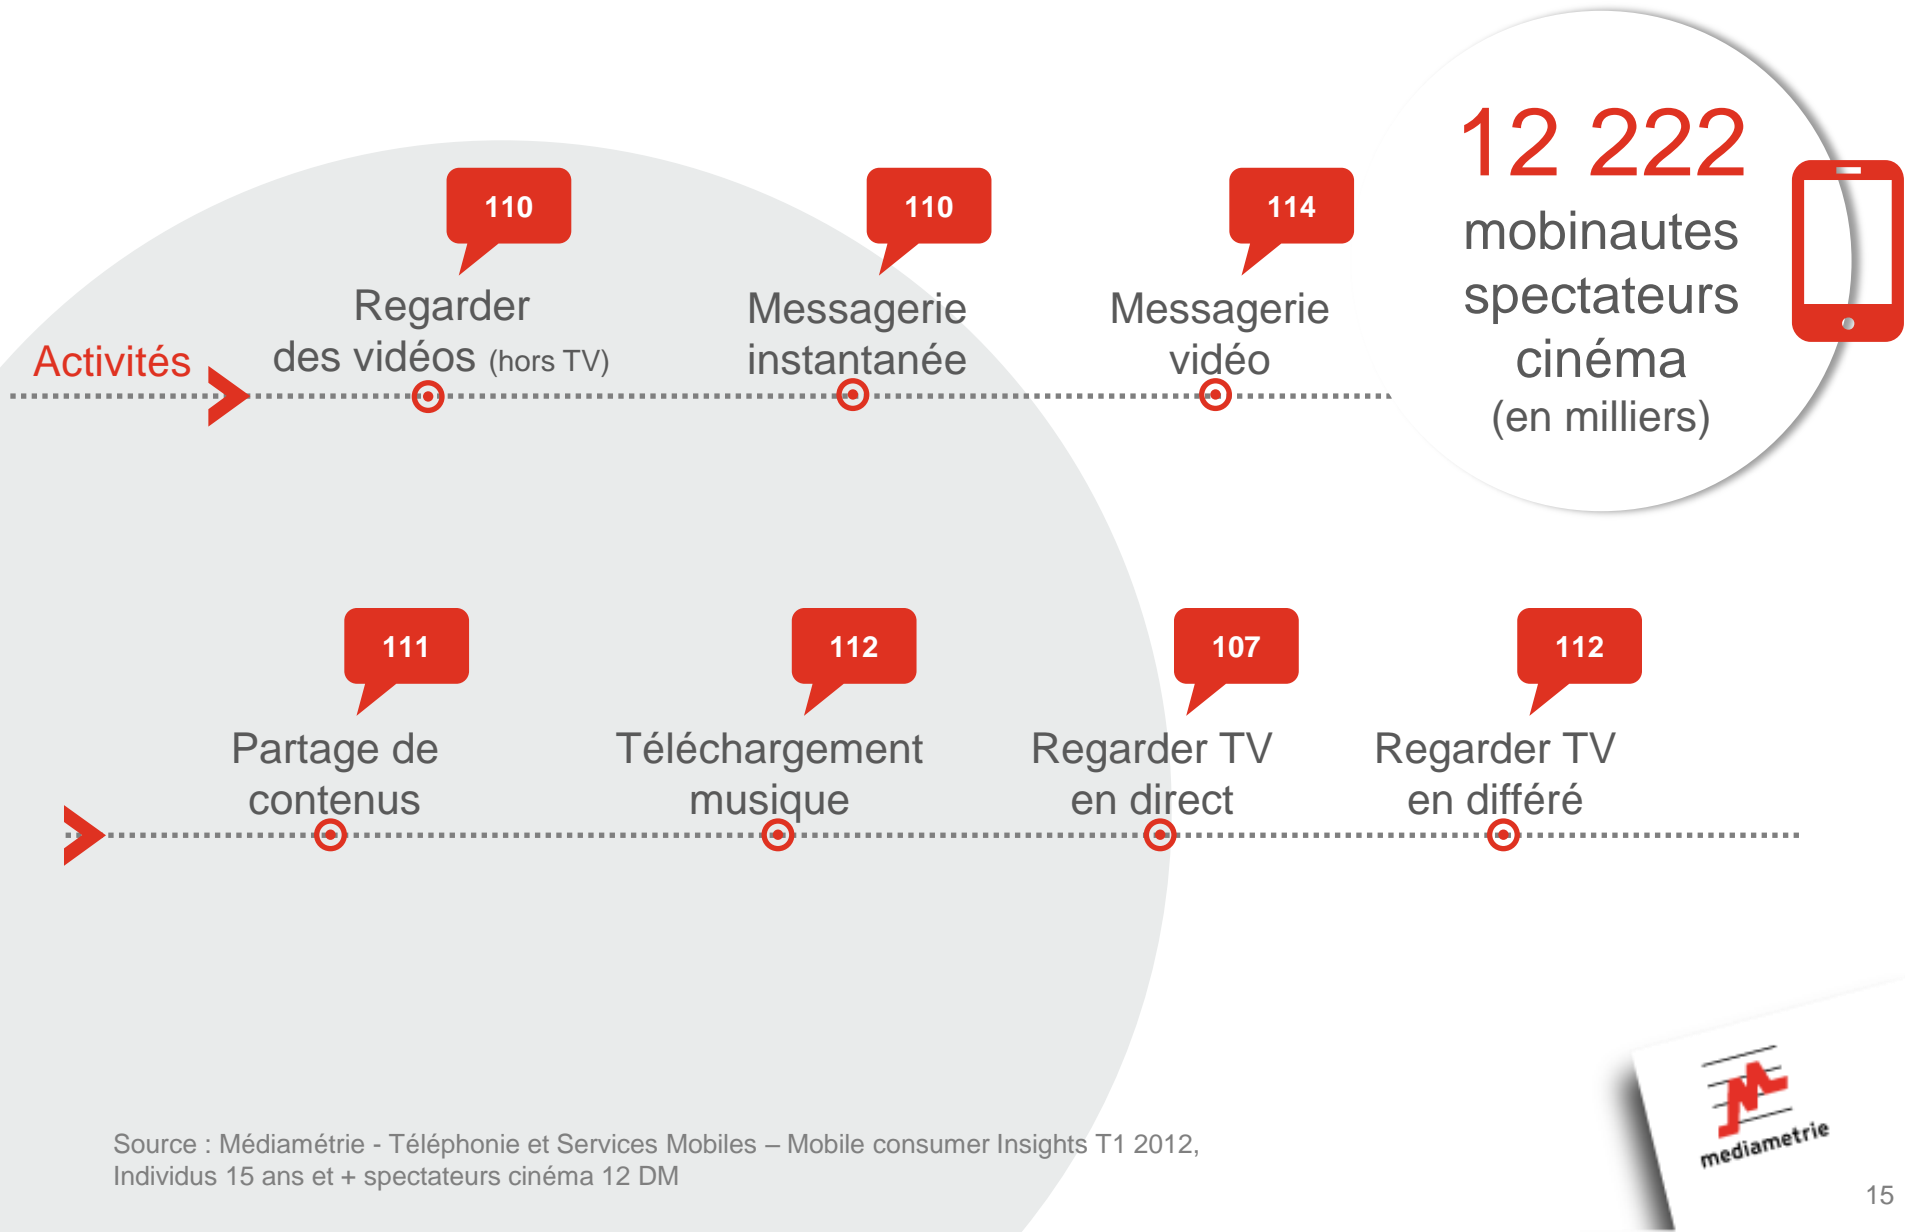 12 222
mobinautes
spectateurs
cinéma
(en milliers)
Activités
110
Regarder
des vidéos (hors TV)
110
Messagerie
instantanée
114
Messagerie
vidéo
111
Partage de
contenus
112
Téléchargement
musique
107
Regarder TV
en direct
112
Regarder TV
en différé
Source : Médiamétrie - Téléphonie et Services Mobiles – Mobile consumer Insights T1 2012,
Individus 15 ans et + spectateurs cinéma 12 DM
mediametrie
15